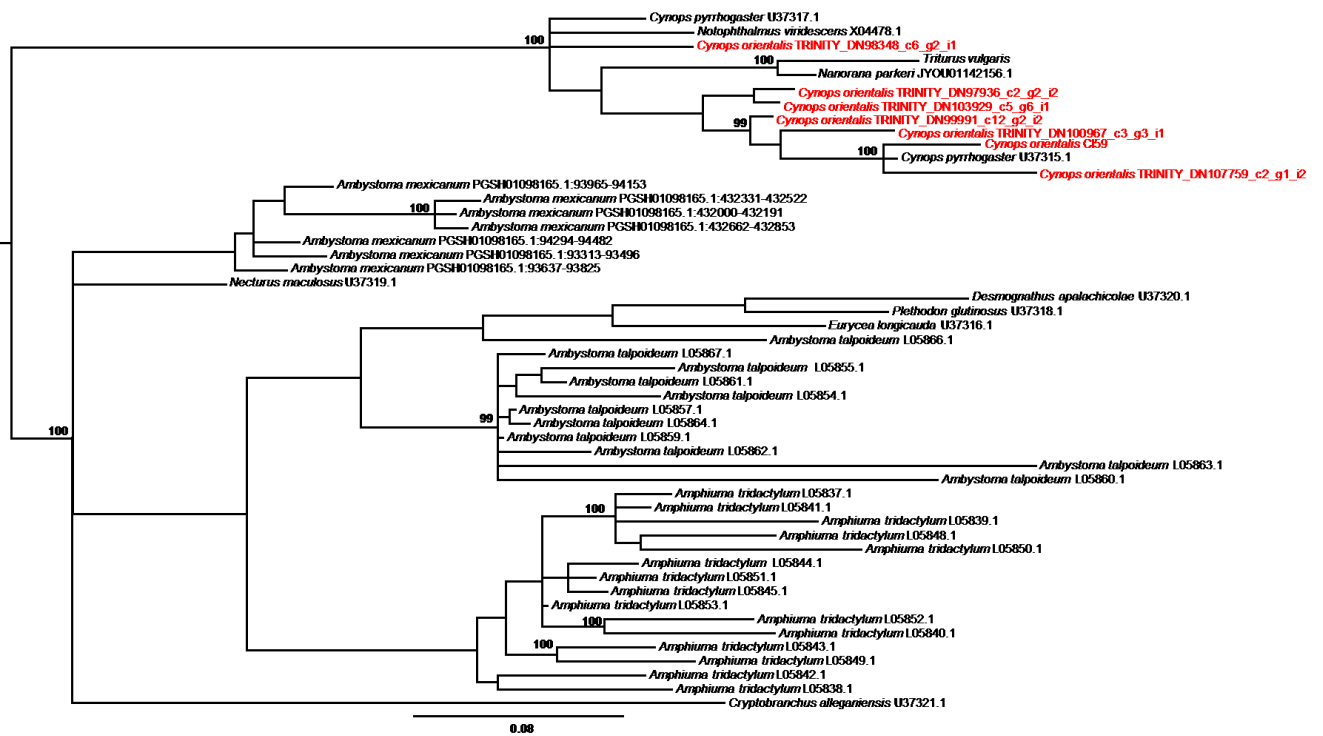 Cynops pyrrhogaster U37317.1
Notophthalmus viridescens X04478.1
100
Cynops orientalis TRINITY_DN98348_c6_g2_i1
Triturus vulgaris
100
Nanorana parkeri JYOU01142156.1
Cynops orientalis TRINITY_DN97936_c2_g2_i2
Cynops orientalis TRINITY_DN103929_c5_g6_i1
99
Cynops orientalis TRINITY_DN99991_c12_g2_i2
Cynops orientalis TRINITY_DN100967_c3_g3_i1
Cynops orientalis CI59
100
Cynops pyrrhogaster U37315.1
Cynops orientalis TRINITY_DN107759_c2_g1_i2
Ambystoma mexicanum PGSH01098165.1:93965-94153
Ambystoma mexicanum PGSH01098165.1:432331-432522
100
Ambystoma mexicanum PGSH01098165.1:432000-432191
Ambystoma mexicanum PGSH01098165.1:432662-432853
Ambystoma mexicanum PGSH01098165.1:94294-94482
Ambystoma mexicanum PGSH01098165.1:93313-93496
Ambystoma mexicanum PGSH01098165.1:93637-93825
Necturus maculosus U37319.1
Desmognathus apalachicolae U37320.1
Plethodon glutinosus U37318.1
Eurycea longicauda U37316.1
Ambystoma talpoideum L05866.1
Ambystoma talpoideum L05867.1
Ambystoma talpoideum L05855.1
Ambystoma talpoideum L05861.1
Ambystoma talpoideum L05854.1
Ambystoma talpoideum L05857.1
99
Ambystoma talpoideum L05864.1
100
Ambystoma talpoideum L05859.1
Ambystoma talpoideum L05862.1
Ambystoma talpoideum L05863.1
Ambystoma talpoideum L05860.1
Amphiuma tridactylum L05837.1
100
Amphiuma tridactylum L05841.1
Amphiuma tridactylum L05839.1
Amphiuma tridactylum L05848.1
Amphiuma tridactylum L05850.1
Amphiuma tridactylum L05844.1
Amphiuma tridactylum L05851.1
Amphiuma tridactylum L05845.1
Amphiuma tridactylum L05853.1
100
Amphiuma tridactylum L05852.1
Amphiuma tridactylum L05840.1
100
Amphiuma tridactylum L05843.1
Amphiuma tridactylum L05849.1
Amphiuma tridactylum L05842.1
Amphiuma tridactylum L05838.1
Cryptobranchus alleganiensis U37321.1
0.08